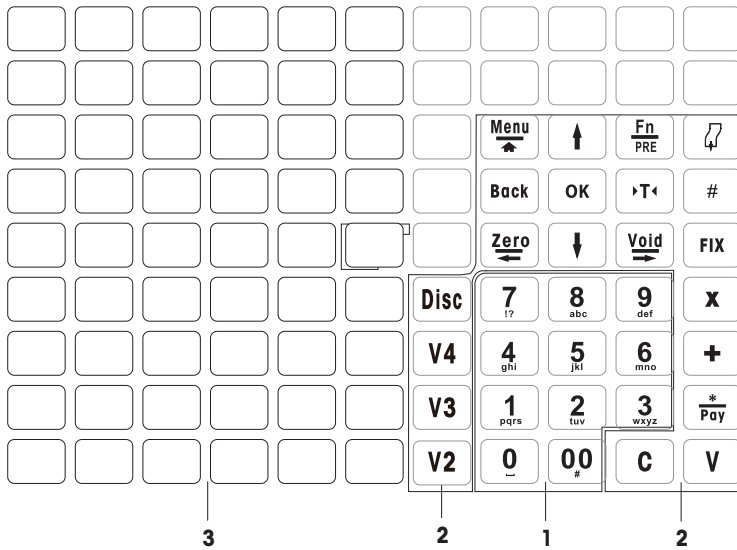 Menu Fn
PRE
Back OK T #
Zero Void FIX
Disc 7 8 9 x
!? abc def
V4 4 5 6 +
ghi jkl mno
V3 1 2 3 *
pqrs tuv wxyz Pay
V2 0 00 C V
#
3 2 1 2